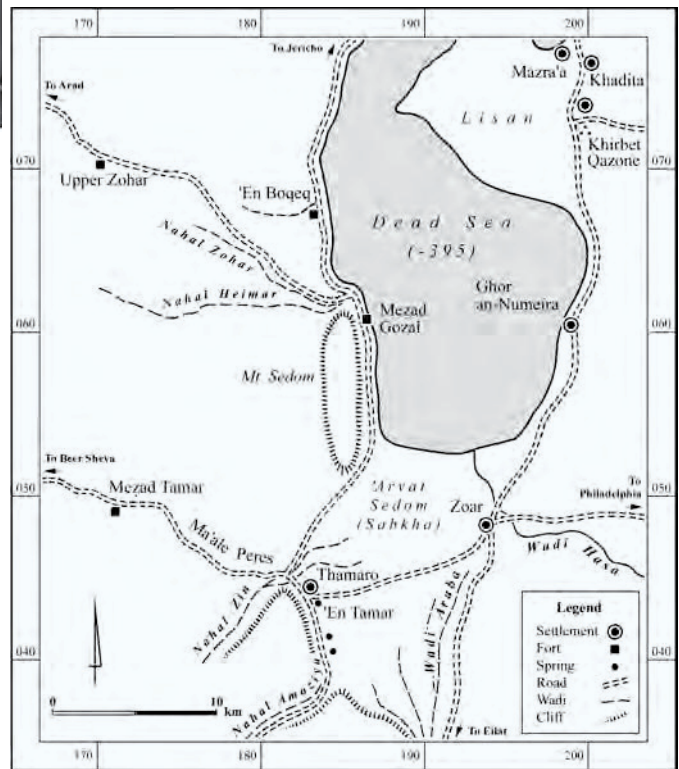 170
180
190
200
To Jericho
Mazra'a
Khadita
To Arad
Lisan
Khirbet
Qazone
070
070
Upper Zohar
'En Boqeq
Dead Sea
(-395)
Nahal Zohar
Nahal Heimar
Ghor
an-Numeira
Mezad
Gozal
060
060
Mt. Sedom
To Beer Sheva
Mezad Tamar
050
050
'Arvat
Sedom
(Sabkha)
Zoar
To
Philadelphia
Ma'ale Peres
Wadi Hasa
Thamaro
'En Tamar
Nahal Zin
Wadi Araba
Nahal Amaziyu
040
040
Legend
Settlement
Fort
Spring
Road
Wadi
Cliff
0
10
km
To Eilat
170
180
190
200